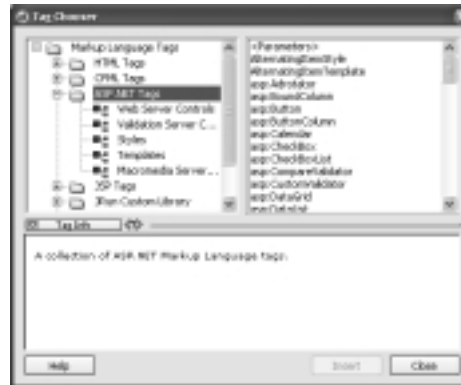 Tag Chooser
Markup Language Tags
HTML Tags
CFML Tags
ASP.NET Tags
Web Server Controls
Validation Server C...
Styles
Templates
Macromedia Server ...
JSP Tags
JRun Custom Library
<Parameters>
AlternatingItemStyle
AlternatingItemTemplate
asp:AdRotator
asp:BoundColumn
asp:Button
asp:ButtonColumn
asp:Calendar
asp:CheckBox
asp:CheckBoxList
asp:CompareValidator
asp:CustomValidator
asp:DataGrid
asp:DataList
Tag Info
A collection of ASP.NET Markup Language tags.
Help
Insert
Close